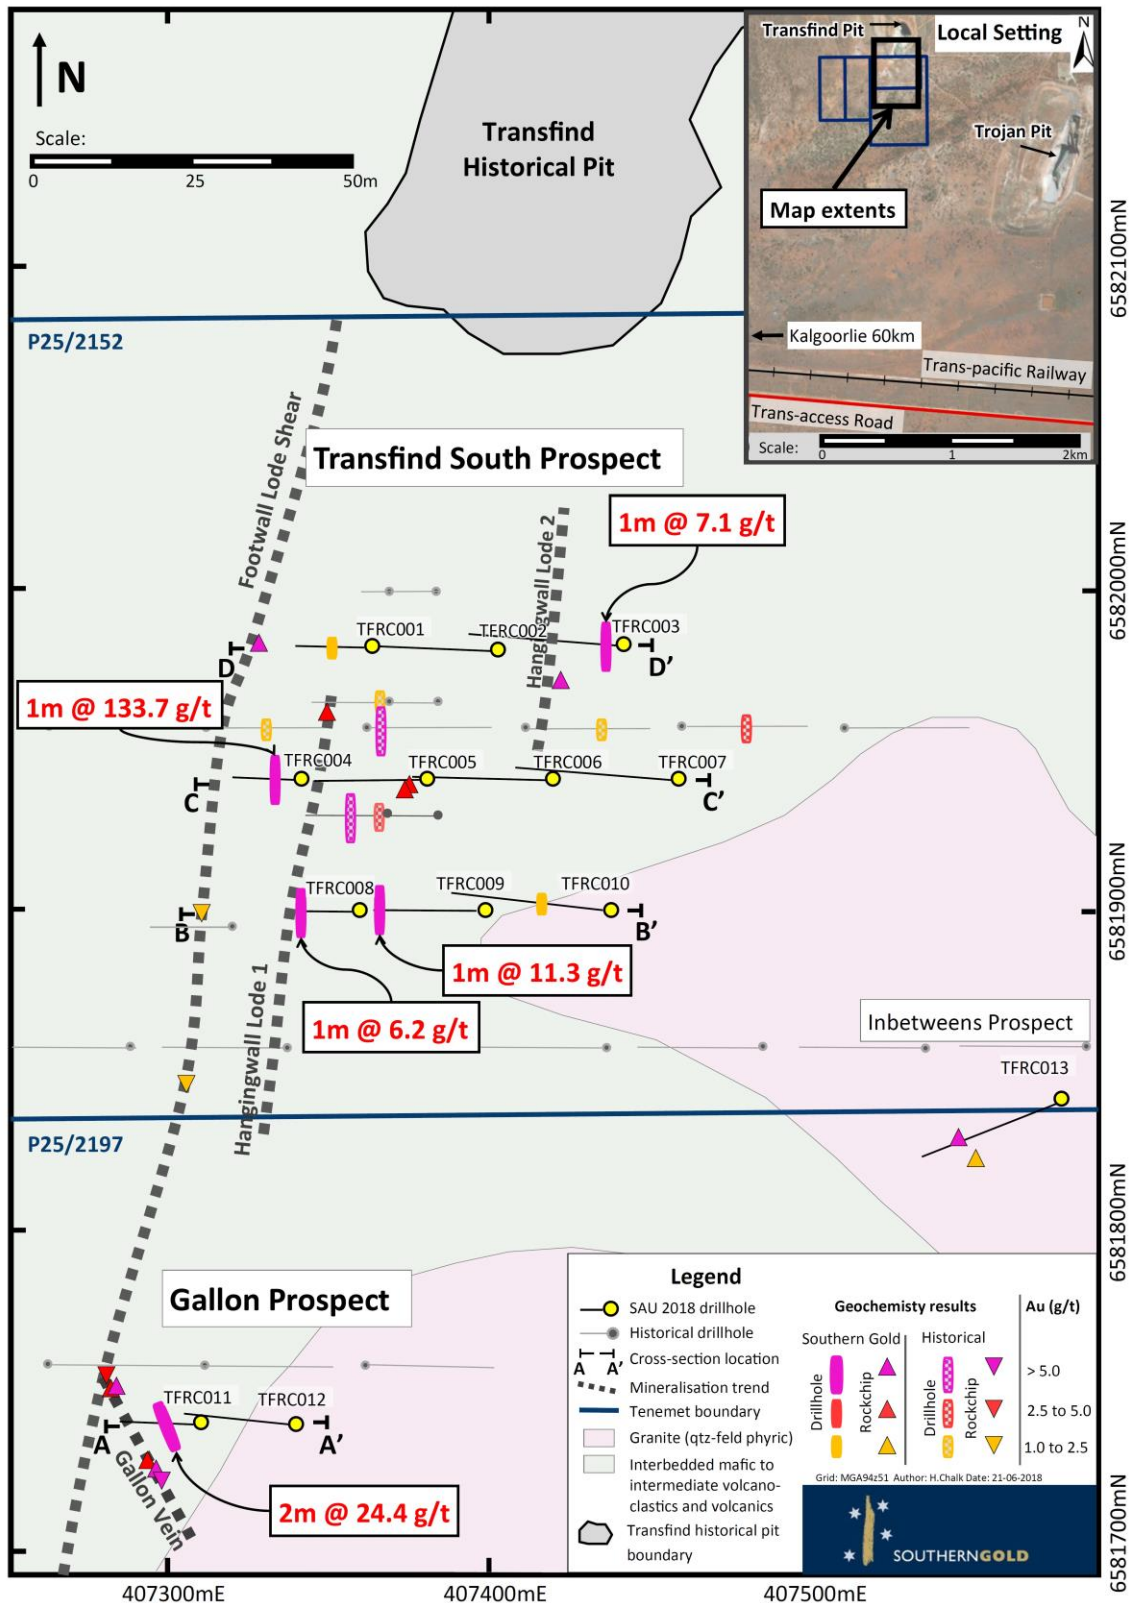 N
Scale:
0 25 50m
Transfind
Historical Pit
Transfind Pit
Local Setting
N
Trojan Pit
Map extents
Kalgoorlie 60km
Trans-pacific Railway
Trans-access Road
Scale:
0 1 2km
6582100mN
P25/2152
Footwall Lode Shear
Transfind South Prospect
1m @ 7.1 g/t
Hangingwall Lode 2
6582000mN
TFRC001
TFRC002
TFRC003
D
D'
1m @ 133.7 g/t
TFRC004
TFRC005
TFRC006
TFRC007
C
C'
TFRC008
TFRC009
TFRC010
B
B'
6581900mN
1m @ 11.3 g/t
1m @ 6.2 g/t
Hangingwall Lode 1
Inbetweens Prospect
TFRC013
P25/2197
6581800mN
Gallon Prospect
TFRC011
TFRC012
A
A'
Gallon Vein
2m @ 24.4 g/t
6581700mN
Legend
SAU 2018 drillhole
Historical drillhole
Cross-section location
A A'
Mineralisation trend
Tenemet boundary
Granite (qtz-feld phyric)
Interbedded mafic to
intermediate volcano-
clastics and volcanics
Transfind historical pit
boundary
Geochemisty results
Au (g/t)
Southern Gold
Historical
Drillhole
Rockchip
Drillhole
Rockchip
> 5.0
2.5 to 5.0
1.0 to 2.5
Grid: MGA94z51 Author: H.Chalk Date: 21-06-2018
SOUTHERNGOLD
407300mE
407400mE
407500mE